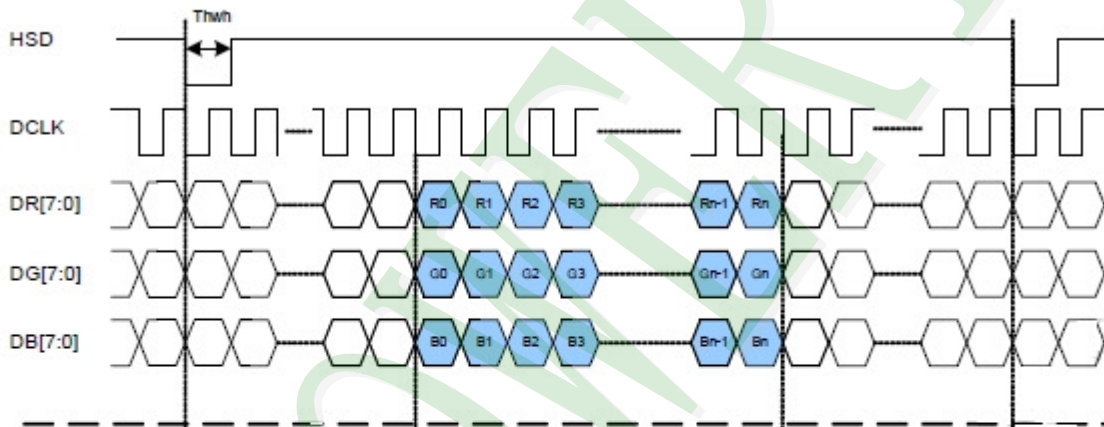 Thwh
HSD
DCLK
DR[7:0] R0 R1 R2 R3 Rn-1 Rn
DG[7:0] G0 G1 G2 G3 Gn-1 Gn
DB[7:0] B0 B1 B2 B3 Bn-1 Bn